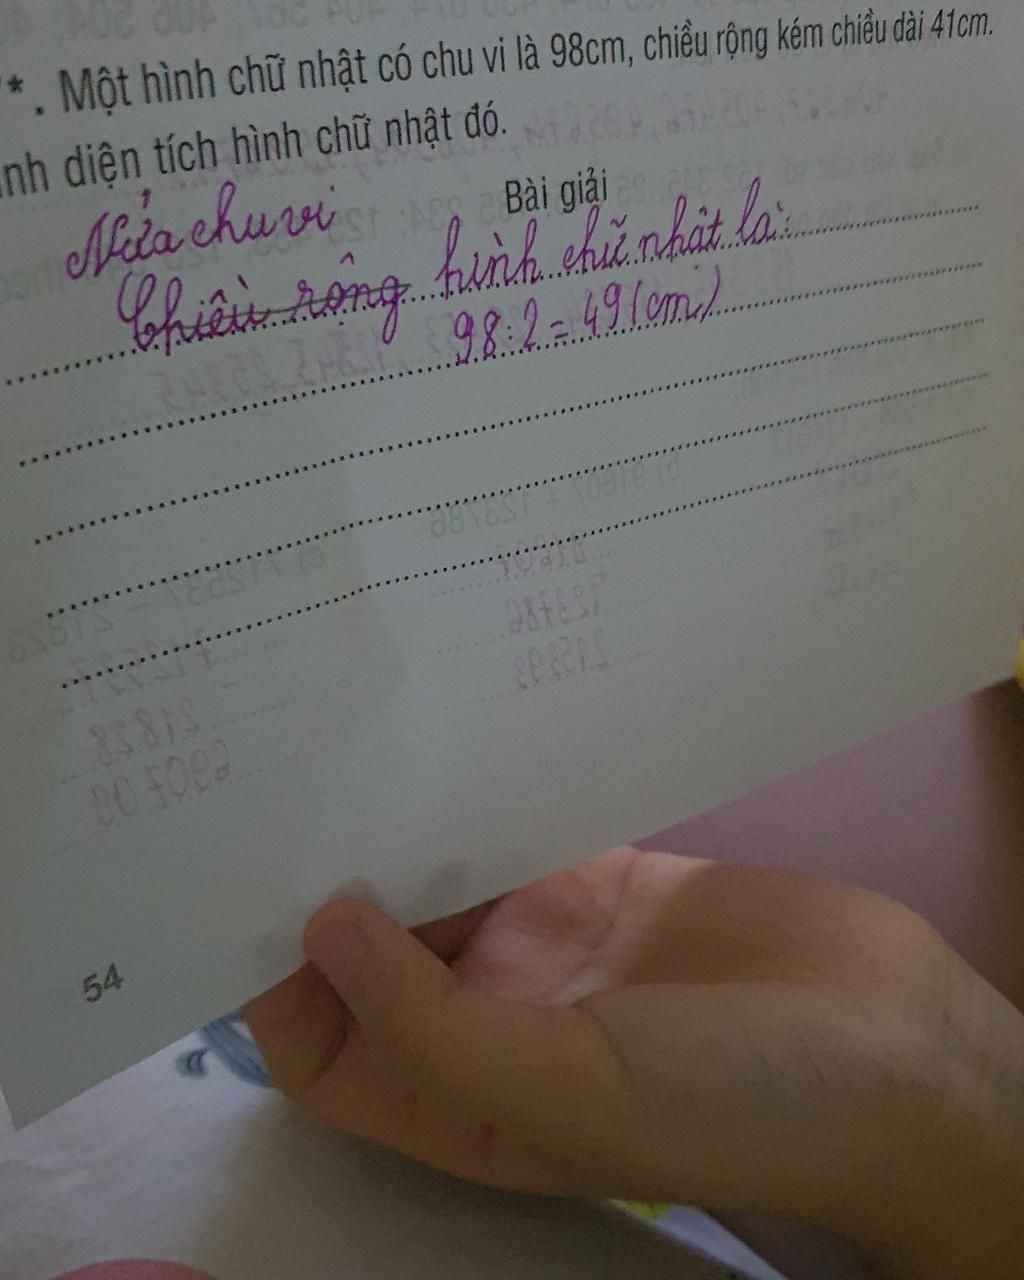 *. Một hình chữ nhật có chu vi là 98cm, chiều rộng kém chiều dài 41cm.
nh diện tích hình chữ nhật đó.
Bài giải
Nửa chu vi
Chiều rộng hình chữ nhật là:
98:2=49(cm)
54